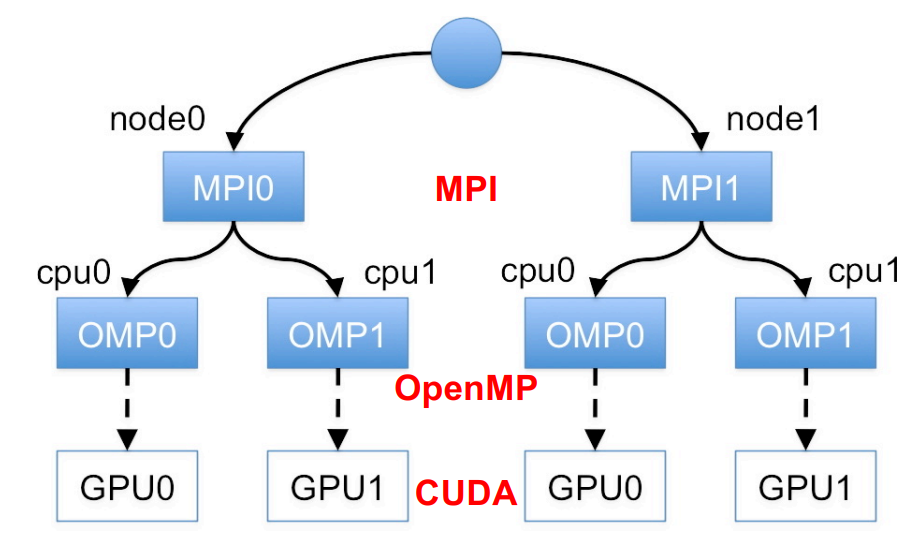 node0
node1
MPI0
MPI
MPI1
cpu0
cpu1
cpu0
cpu1
OMP0
OMP1
OMP0
OMP1
OpenMP
GPU0
GPU1
CUDA
GPU0
GPU1